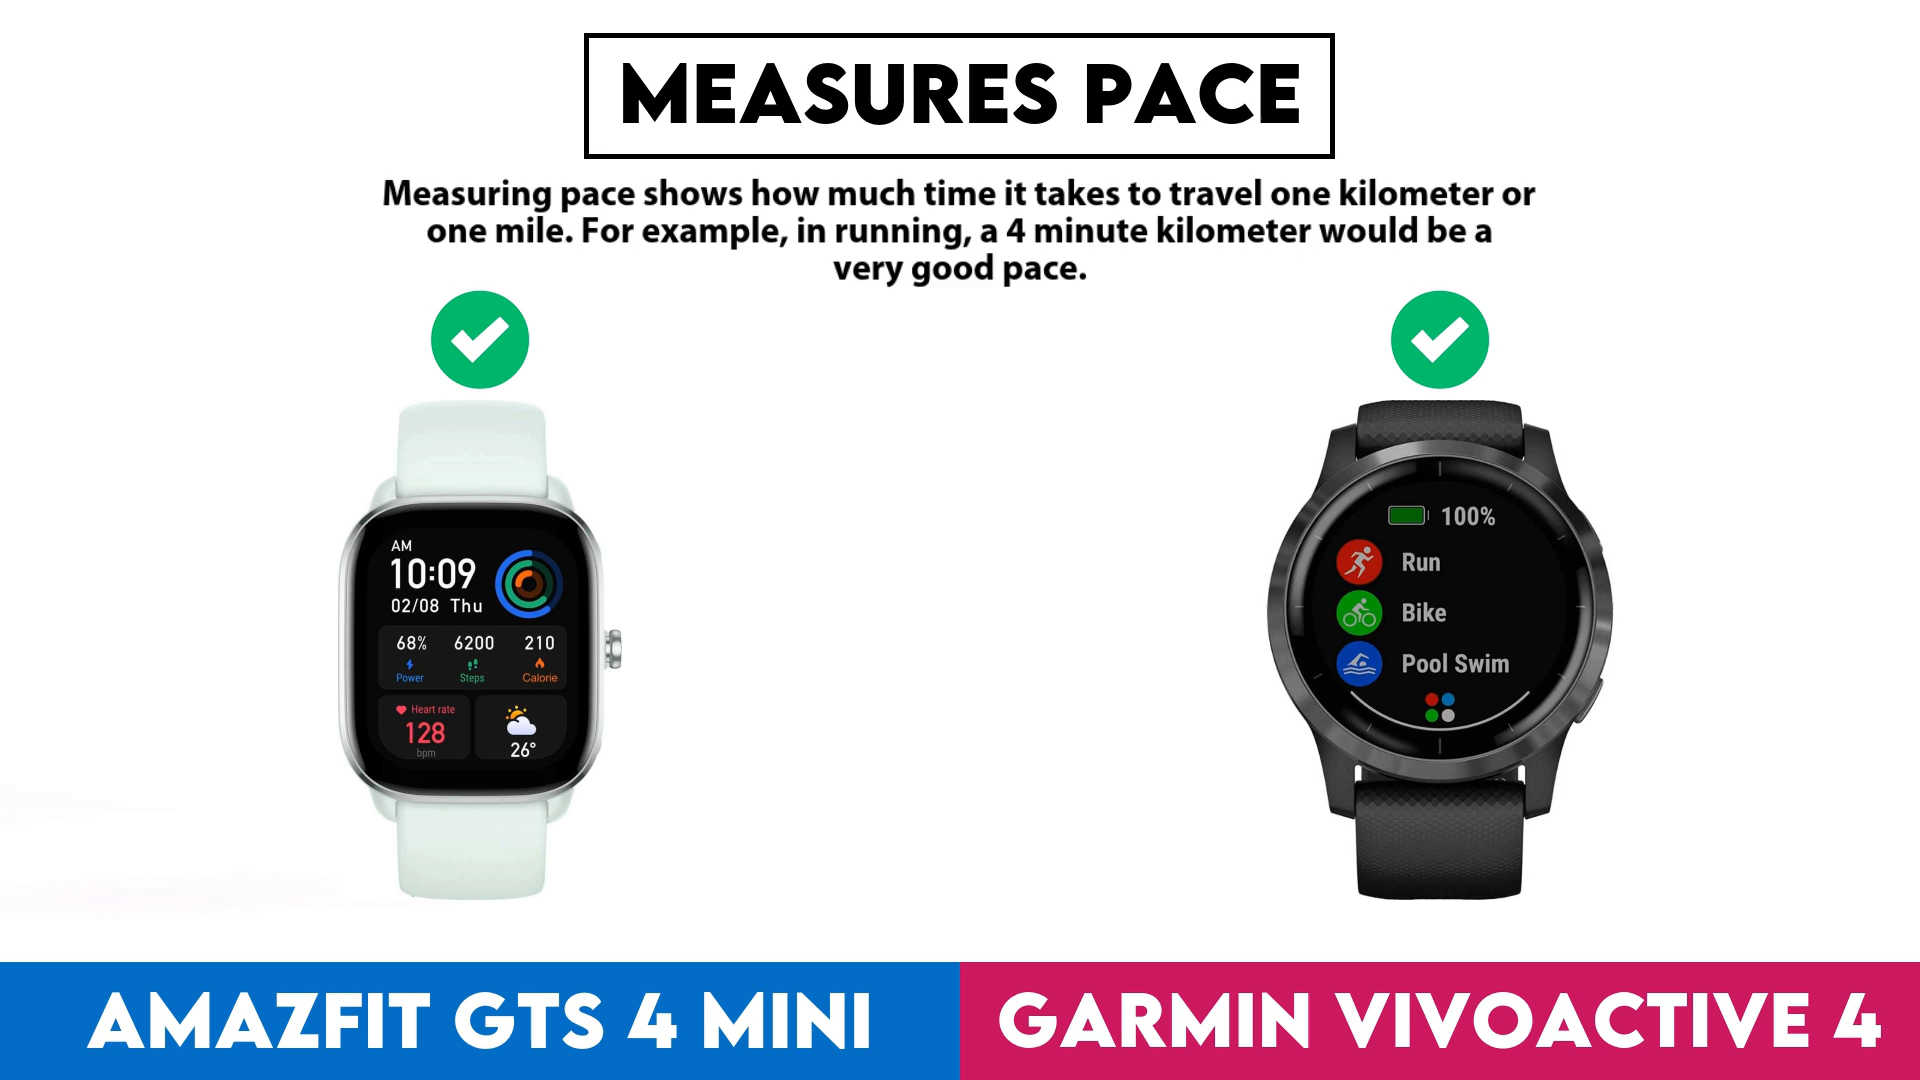 MEASURES PACE
Measuring pace shows how much time it takes to travel one kilometer or
one mile. For example, in running, a 4 minute kilometer would be a
very good pace.
AM
10:09
02/08 Thu
68% 6200 210
Power Steps Calorie
Heart rate
128
bpm
26°
100%
Run
Bike
Pool Swim
AMAZFIT GTS 4 MINI
GARMIN VIVOACTIVE 4